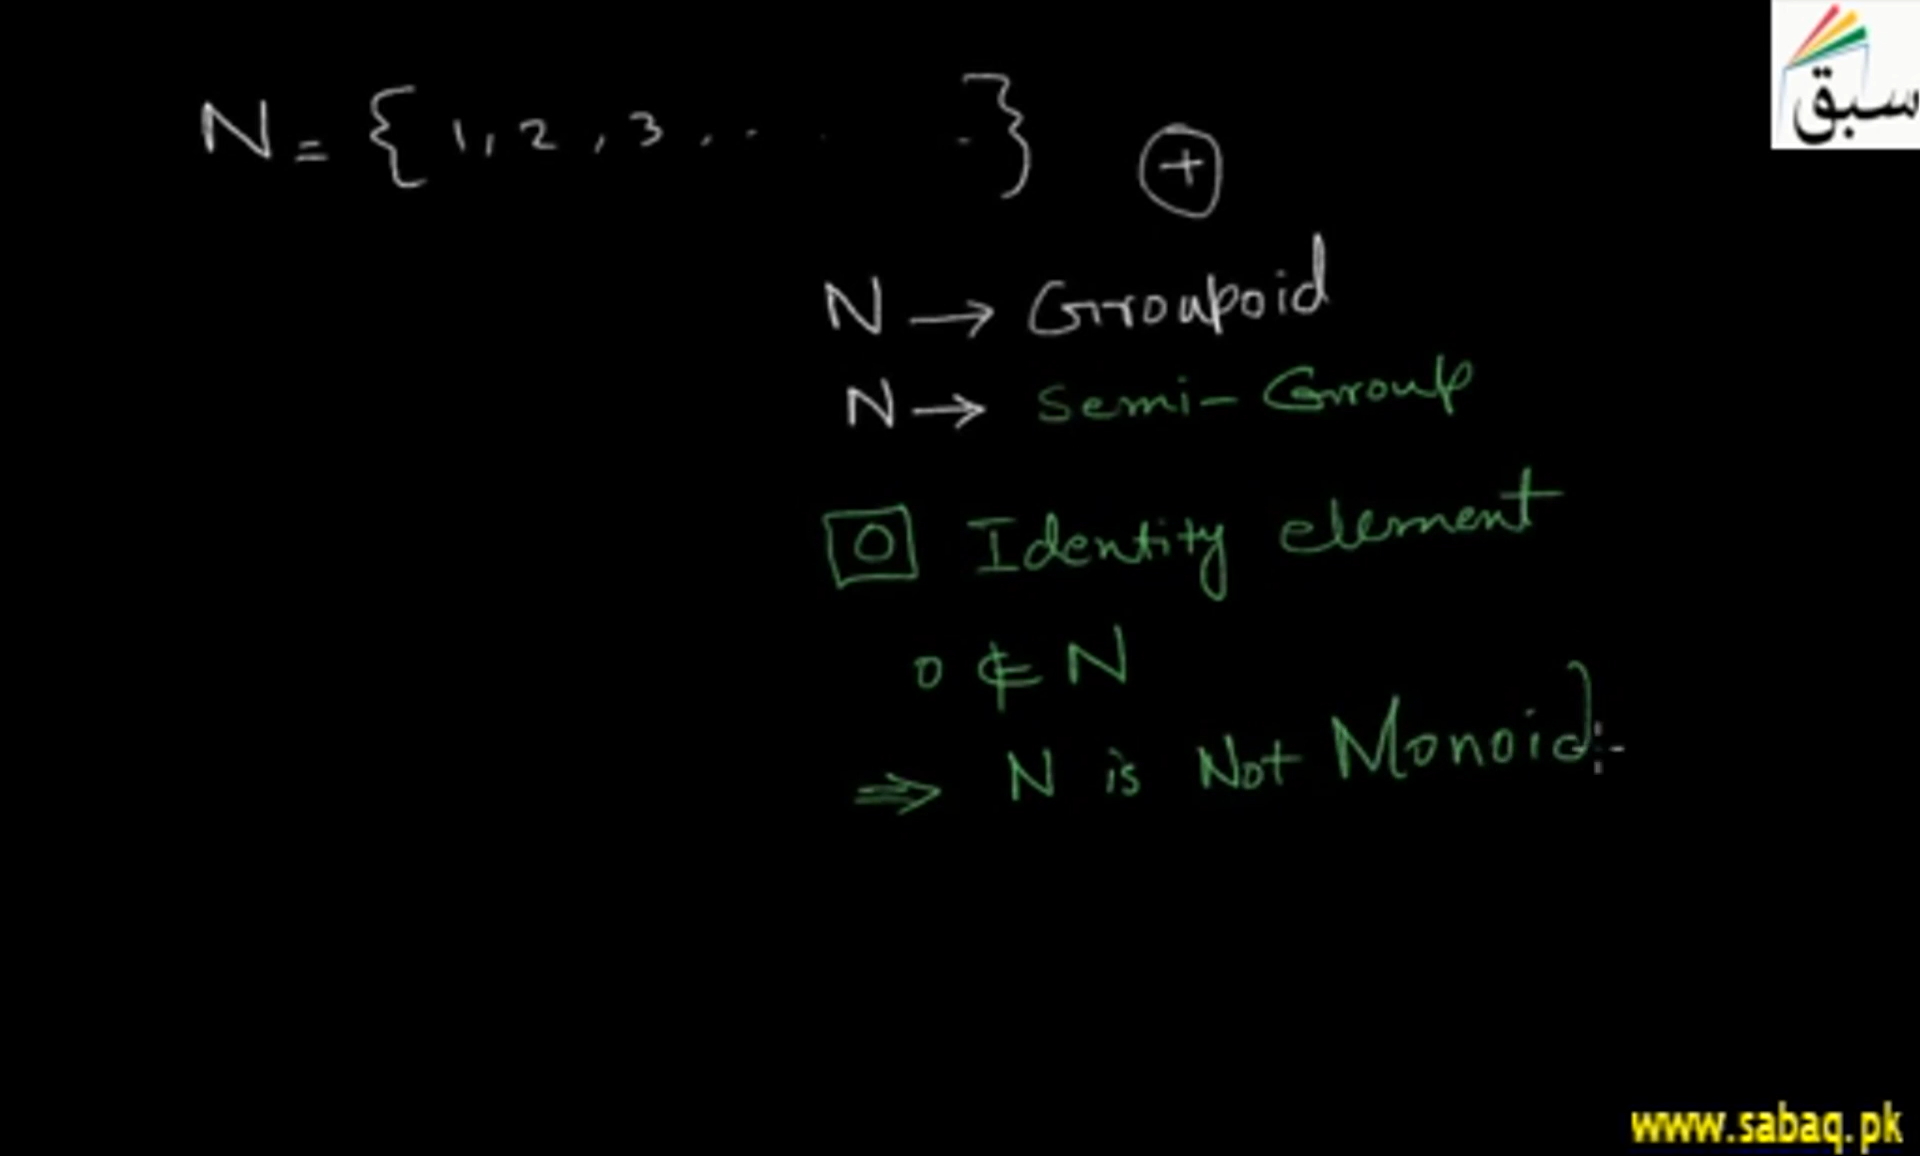 سبق
N = { 1, 2, 3, . . . . } +
N → Groupoid
N → Semi-Group
0 Identity element
0 ∉ N
⇒ N is Not Monoid.
www.sabaq.pk